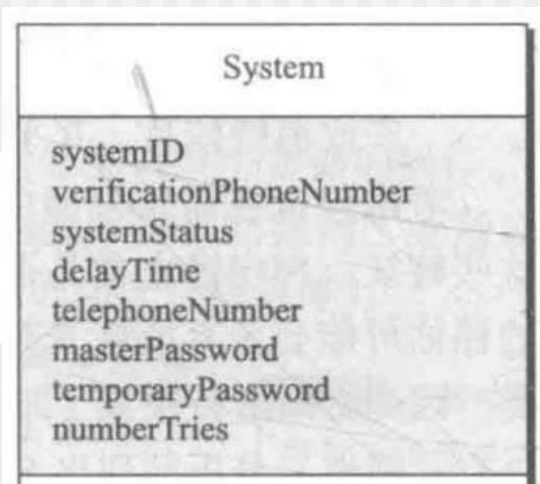 System
systemID
verificationPhoneNumber
systemStatus
delayTime
telephoneNumber
masterPassword
temporaryPassword
numberTries